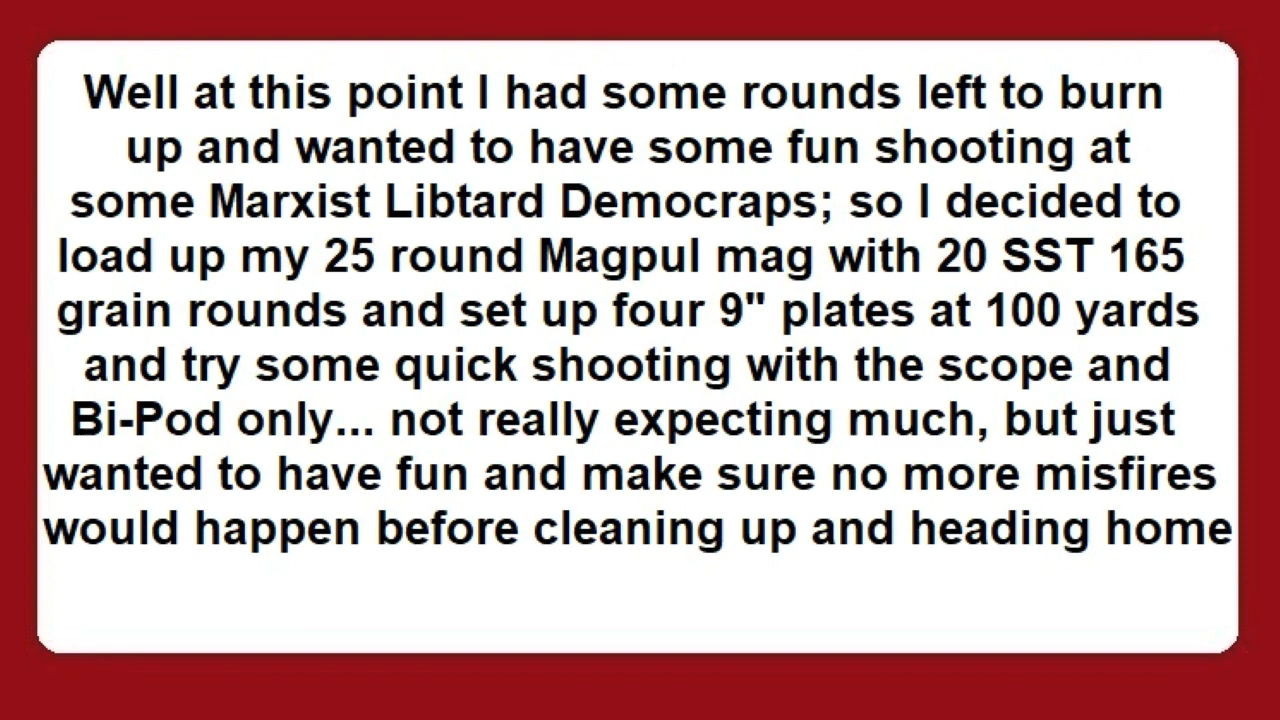 Well at this point I had some rounds left to burn
up and wanted to have some fun shooting at
some Marxist Libtard Democraps; so I decided to
load up my 25 round Magpul mag with 20 SST 165
grain rounds and set up four 9" plates at 100 yards
and try some quick shooting with the scope and
Bi-Pod only... not really expecting much, but just
wanted to have fun and make sure no more misfires
would happen before cleaning up and heading home